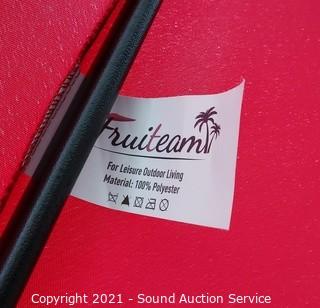 Fruiteam
For Leisure Outdoor Living
Material: 100% Polyester
Copyright 2021 - Sound Auction Service